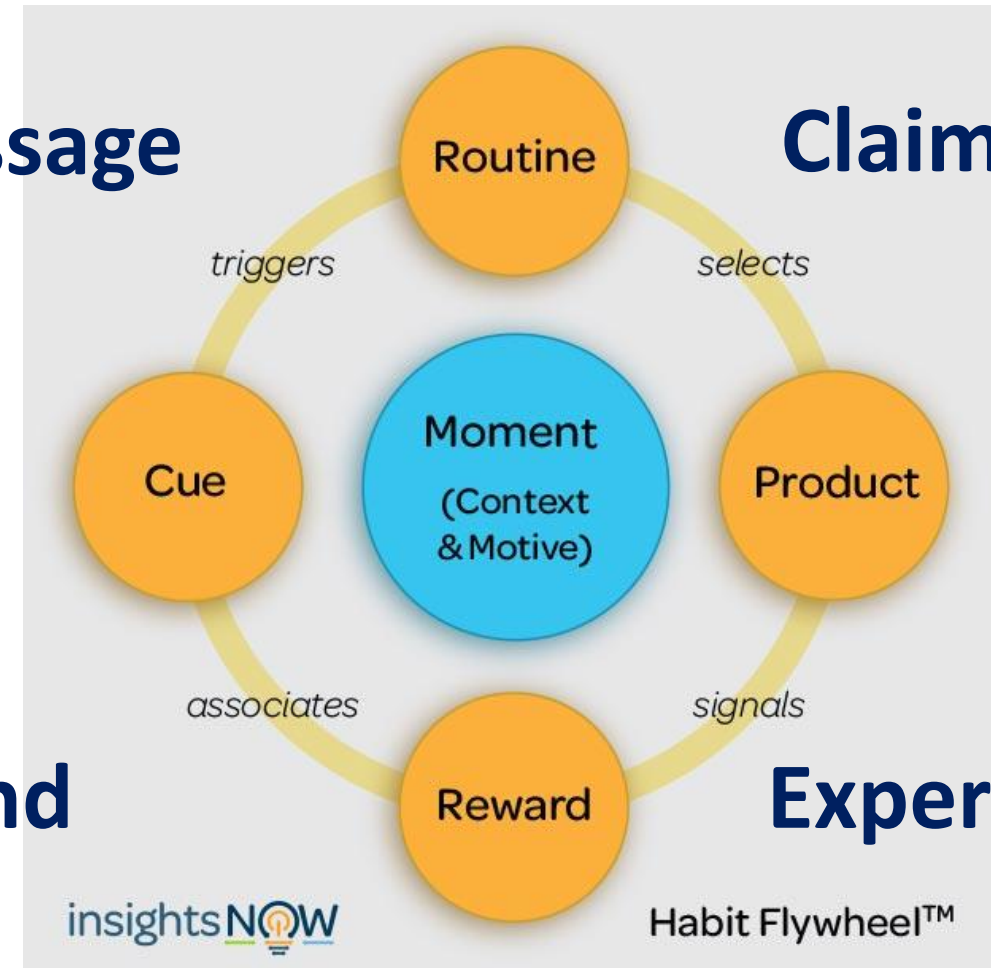 Routine
ssage
Claim
triggers
selects
Moment
(Context
& Motive)
Cue
Product
associates
signals
Reward
nd
Exper
insightsNOW
Habit Flywheel™